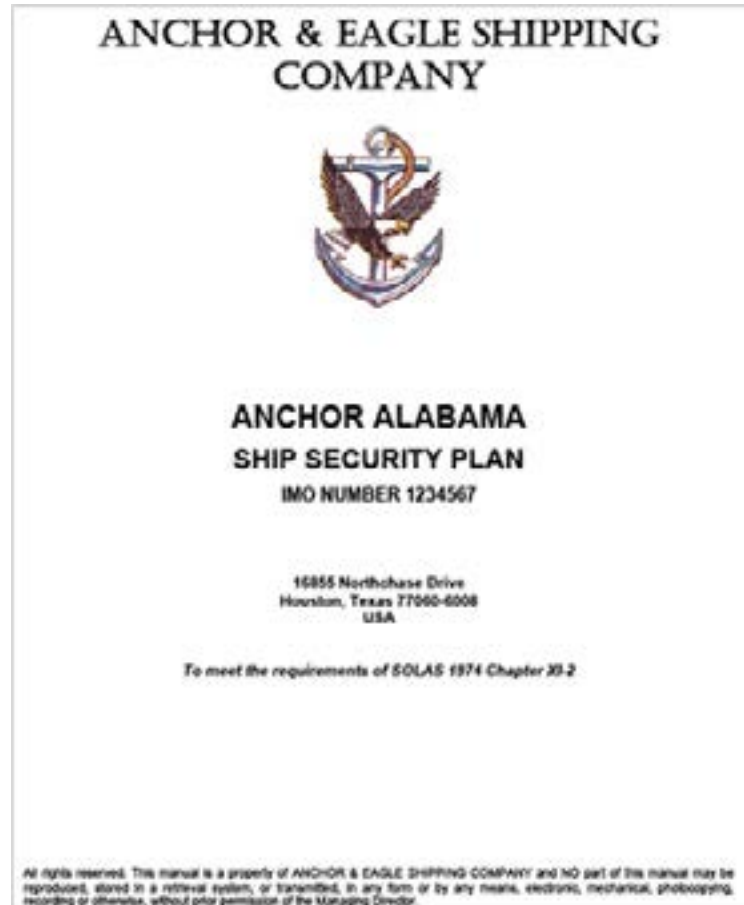 ANCHOR & EAGLE SHIPPING
COMPANY
ANCHOR ALABAMA
SHIP SECURITY PLAN
IMO NUMBER 1234567
16855 Northchase Drive
Houston, Texas 77060-6008
USA
To meet the requirements of SOLAS 1974 Chapter XI-2
All rights reserved. This manual is a property of ANCHOR & EAGLE SHIPPING COMPANY and NO part of this manual may be
reproduced, stored in a retrieval system, or transmitted, in any form or by any means, electronic, mechanical, photocopying,
recording or otherwise, without prior permission of the Managing Director.